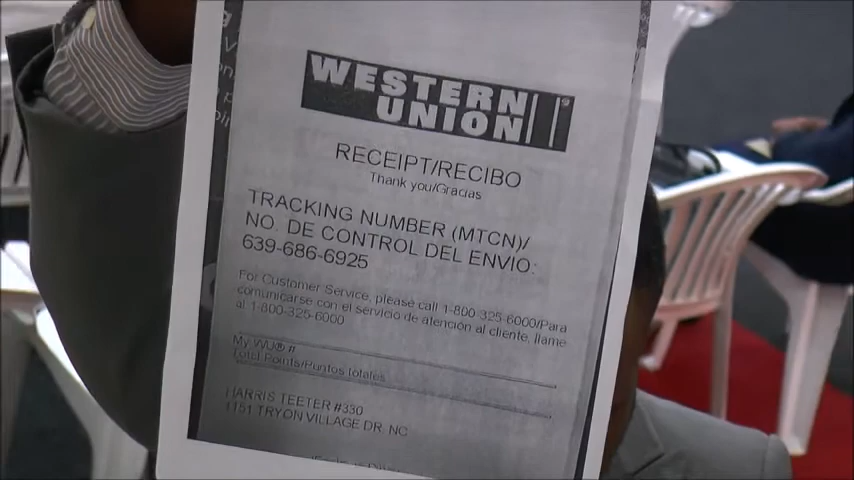 WESTERN
UNION
RECEIPT/RECIBO
Thank you/Gracias
TRACKING NUMBER (MTCN)/
NO. DE CONTROL DEL ENVIO:
639-686-6925
For Customer Service, please call 1-800-325-6000/Para
comunicarse con el servicio de atención al cliente, llame
al 1-800-325-6000
My WU® #
Total Points/Puntos totales
HARRIS TEETER #330
1151 TRYON VILLAGE DR NC